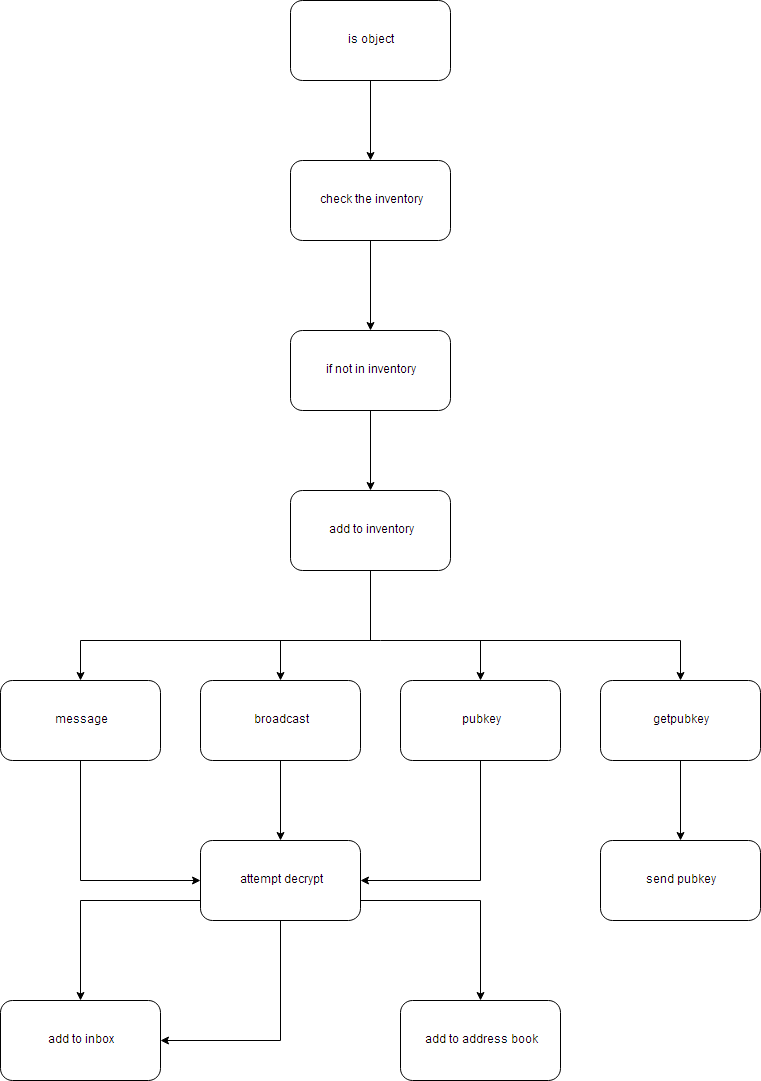 is object
check the inventory
if not in inventory
add to inventory
message
broadcast
pubkey
getpubkey
attempt decrypt
send pubkey
add to inbox
add to address book